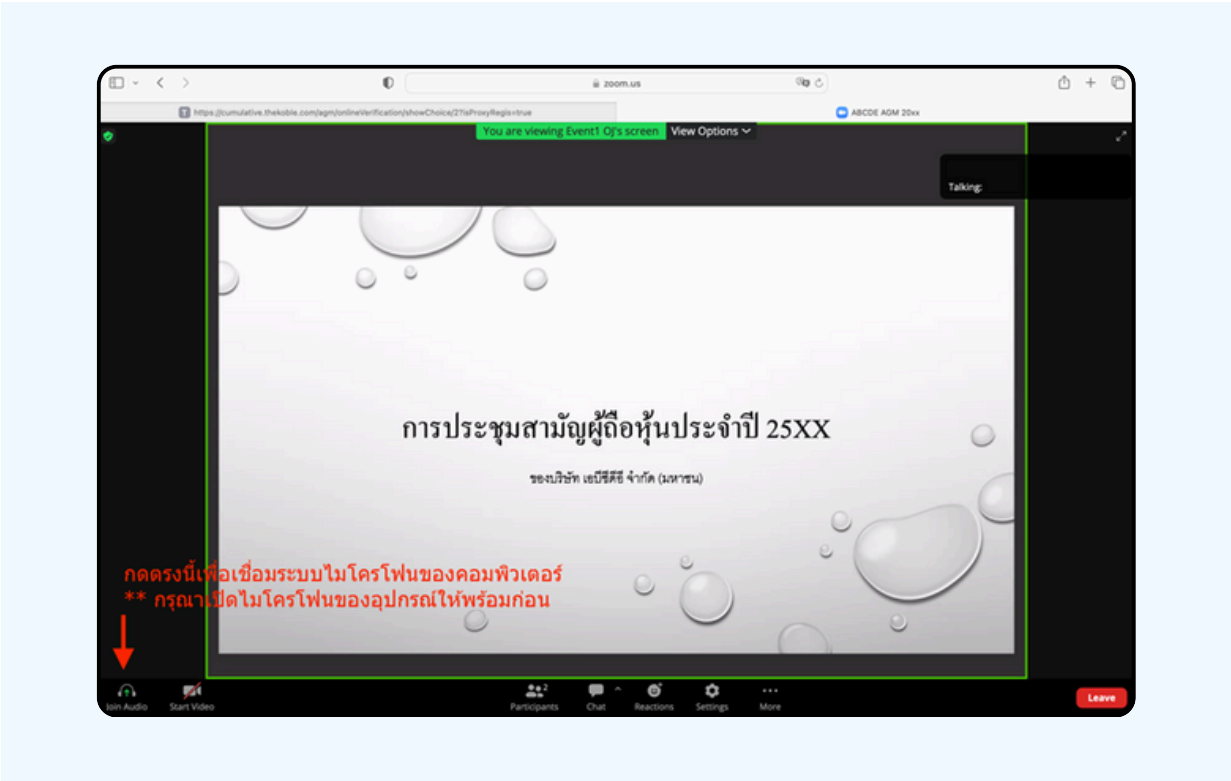 zoom.us
https://cumulative.thekoble.com/agm/onlineVerification/showChoice/2?isProxyRegis=true
ABCDE AGM 20xx
You are viewing Event1 OJ's screen View Options
Talking:
การประชุมสามัญผู้ถือหุ้นประจำปี 25XX
ของบริษัท เอบีซีดีอี จำกัด (มหาชน)
กดตรงนี้เพื่อเชื่อมระบบไมโครโฟนของคอมพิวเตอร์
** กรุณาเปิดไมโครโฟนของอุปกรณ์ให้พร้อมก่อน
2
Join Audio Start Video Participants Chat Reactions Settings More Leave